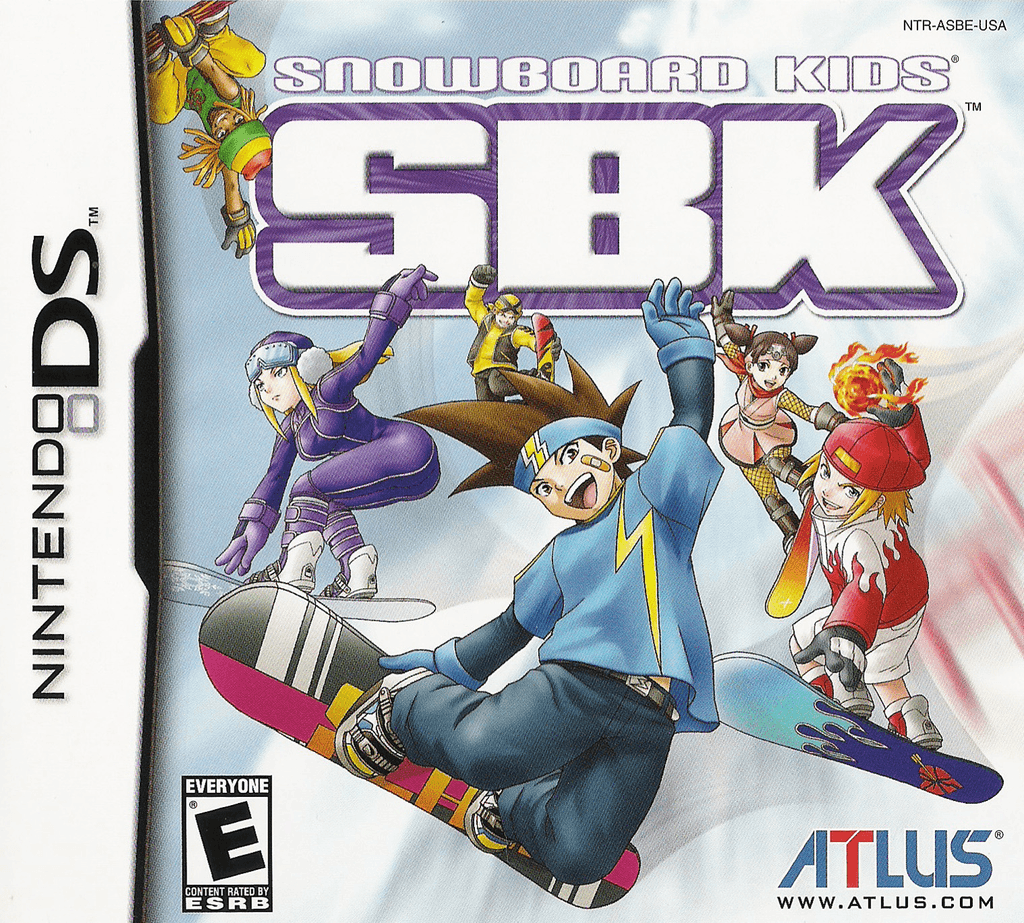 NTR-ASBE-USA
SNOWBOARD KIDS®
SBK™
NINTENDO DS™
EVERYONE
®
E
CONTENT RATED BY
ESRB
ATLUS®
WWW.ATLUS.COM